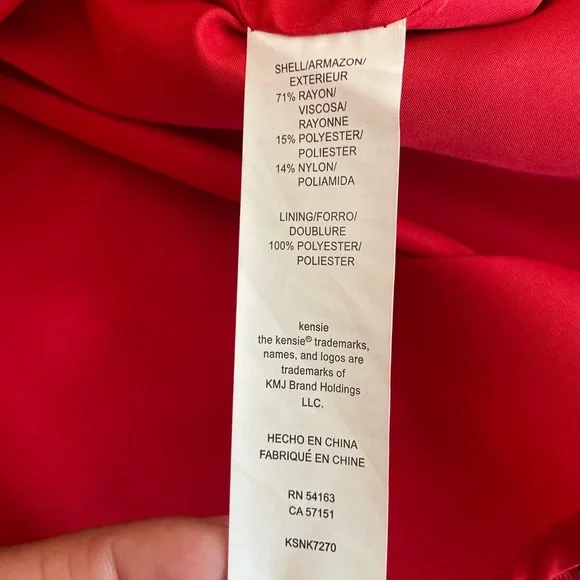 SHELL/ARMAZON/
EXTERIEUR
71% RAYON/
VISCOSA/
RAYONNE
15% POLYESTER/
POLIESTER
14% NYLON/
POLIAMIDA
LINING/FORRO/
DOUBLURE
100% POLYESTER/
POLIESTER
kensie
the kensie® trademarks,
names, and logos are
trademarks of
KMJ Brand Holdings
LLC.
HECHO EN CHINA
FABRIQUÉ EN CHINE
RN 54163
CA 57151
KSNK7270